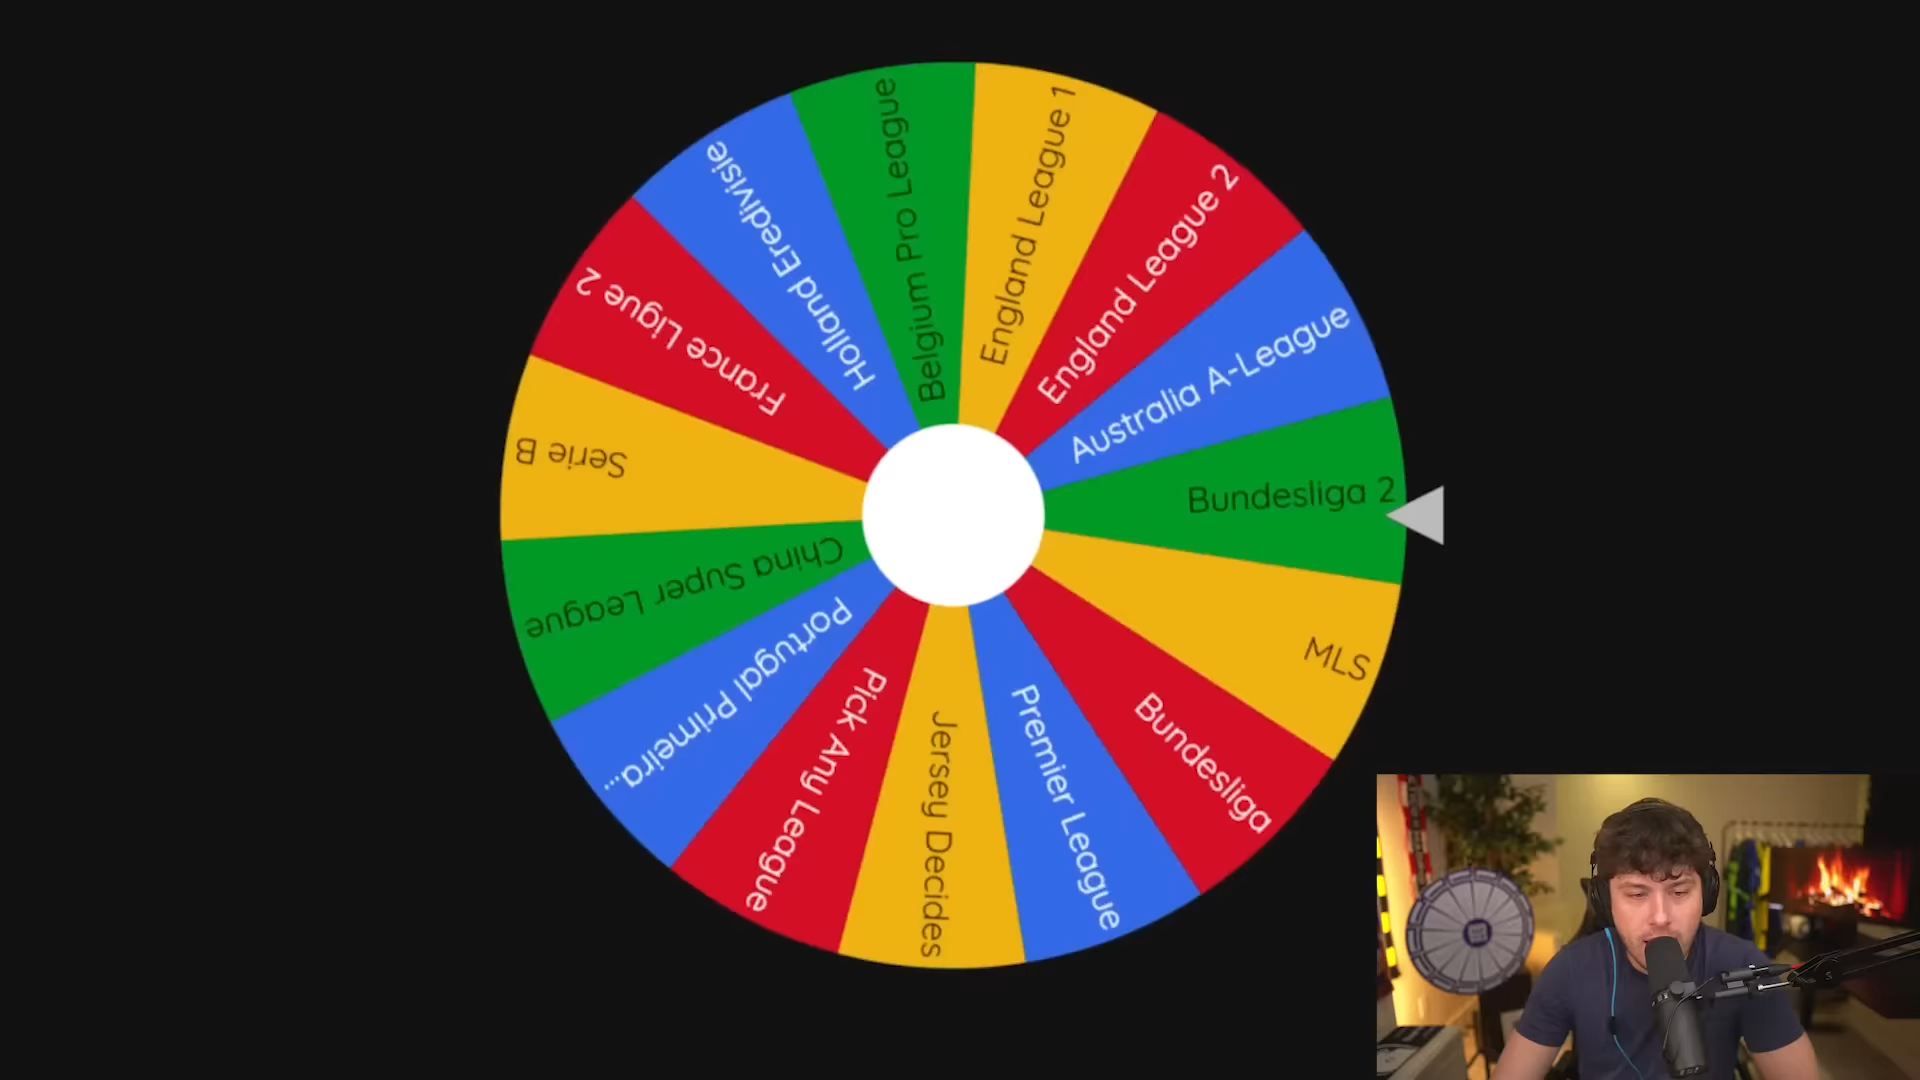 Belgium Pro League
England League 1
England League 2
Australia A-League
Bundesliga 2
MLS
Bundesliga
Premier League
Jersey Decides
Pick Any League
Portugal Primeira...
China Super League
Serie B
France Ligue 2
Holland Eredivisie